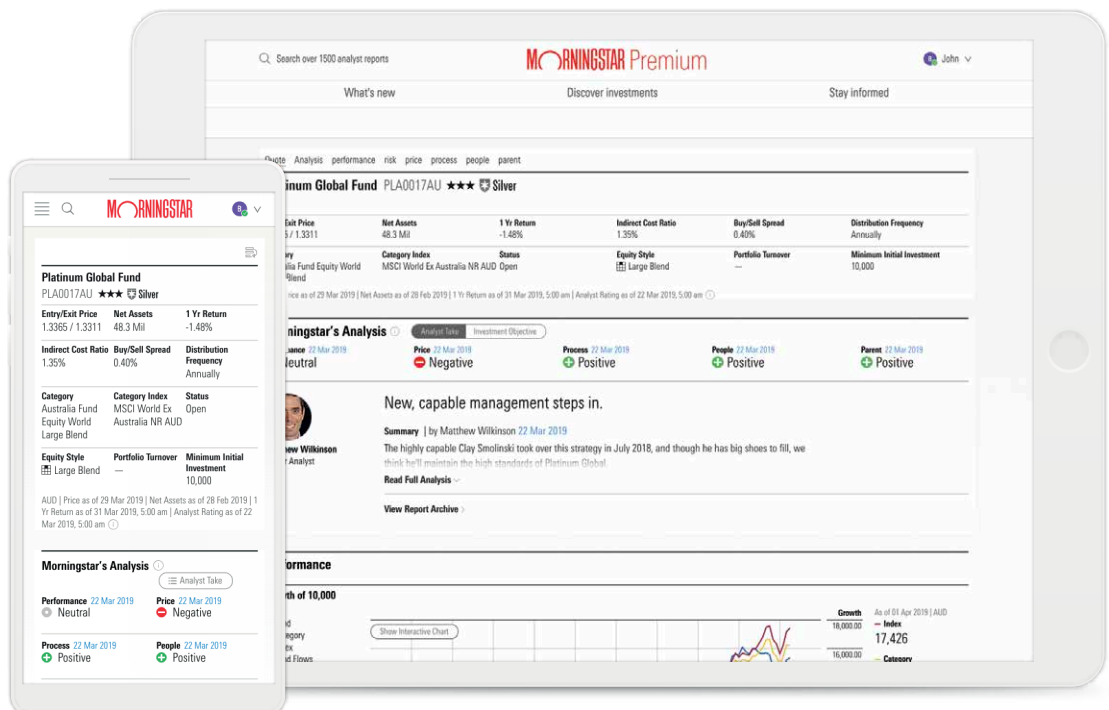 Search over 1500 analyst reports
MORNINGSTAR Premium
B John
What's new Discover investments Stay informed
Quote Analysis performance risk price process people parent
inum Global Fund PLA0017AU ★★★ Silver
Exit Price Net Assets 1 Yr Return Indirect Cost Ratio Buy/Sell Spread Distribution Frequency
5 / 1.3311 48.3 Mil -1.48% 1.35% 0.40% Annually
ry Category Index Status Equity Style Portfolio Turnover Minimum Initial Investment
lia Fund Equity World MSCI World Ex Australia NR AUD Open Large Blend — 10,000
Blend
rice as of 29 Mar 2019 | Net Assets as of 28 Feb 2019 | 1 Yr Return as of 31 Mar 2019, 5:00 am | Analyst Rating as of 22 Mar 2019, 5:00 am
ningstar's Analysis Analyst Take Investment Objective
ance 22 Mar 2019 Price 22 Mar 2019 Process 22 Mar 2019 People 22 Mar 2019 Parent 22 Mar 2019
Neutral Negative Positive Positive Positive
New, capable management steps in.
Summary | by Matthew Wilkinson 22 Mar 2019
ew Wilkinson
r Analyst
The highly capable Clay Smolinski took over this strategy in July 2018, and though he has big shoes to fill, we
think he'll maintain the high standards of Platinum Global.
Read Full Analysis
View Report Archive
ormance
th of 10,000
Show Interactive Chart
d
egory
ex
d Flows
Growth
18,000.00
16,000.00
As of 01 Apr 2019 | AUD
Index
17,426
Category
MORNINGSTAR
B
Platinum Global Fund
PLA0017AU ★★★ Silver
Entry/Exit Price Net Assets 1 Yr Return
1.3365 / 1.3311 48.3 Mil -1.48%
Indirect Cost Ratio Buy/Sell Spread Distribution
1.35% 0.40% Frequency
Annually
Category Category Index Status
Australia Fund MSCI World Ex Open
Equity World Australia NR AUD
Large Blend
Equity Style Portfolio Turnover Minimum Initial
Large Blend — Investment
10,000
AUD | Price as of 29 Mar 2019 | Net Assets as of 28 Feb 2019 | 1
Yr Return as of 31 Mar 2019, 5:00 am | Analyst Rating as of 22
Mar 2019, 5:00 am
Morningstar's Analysis
Analyst Take
Performance 22 Mar 2019 Price 22 Mar 2019
Neutral Negative
Process 22 Mar 2019 People 22 Mar 2019
Positive Positive